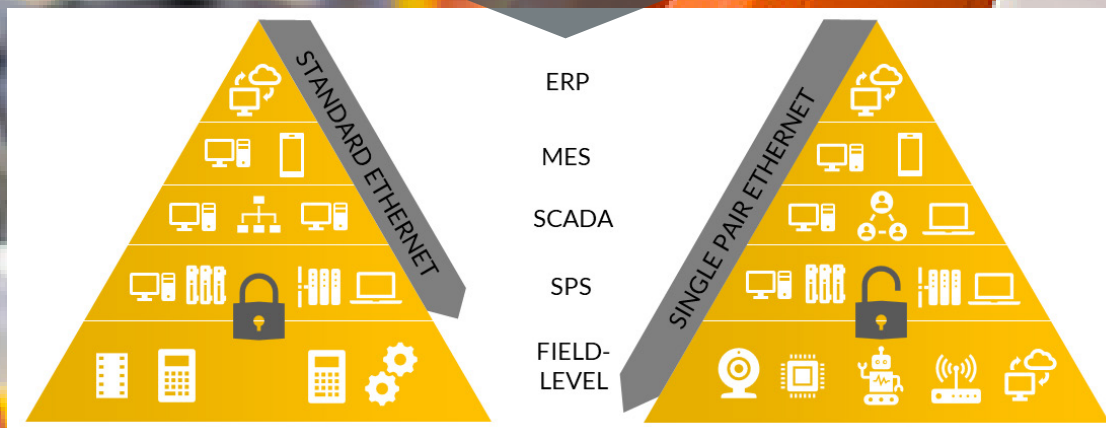 STANDARD ETHERNET
ERP
MES
SCADA
SPS
FIELD-
LEVEL
SINGLE PAIR ETHERNET